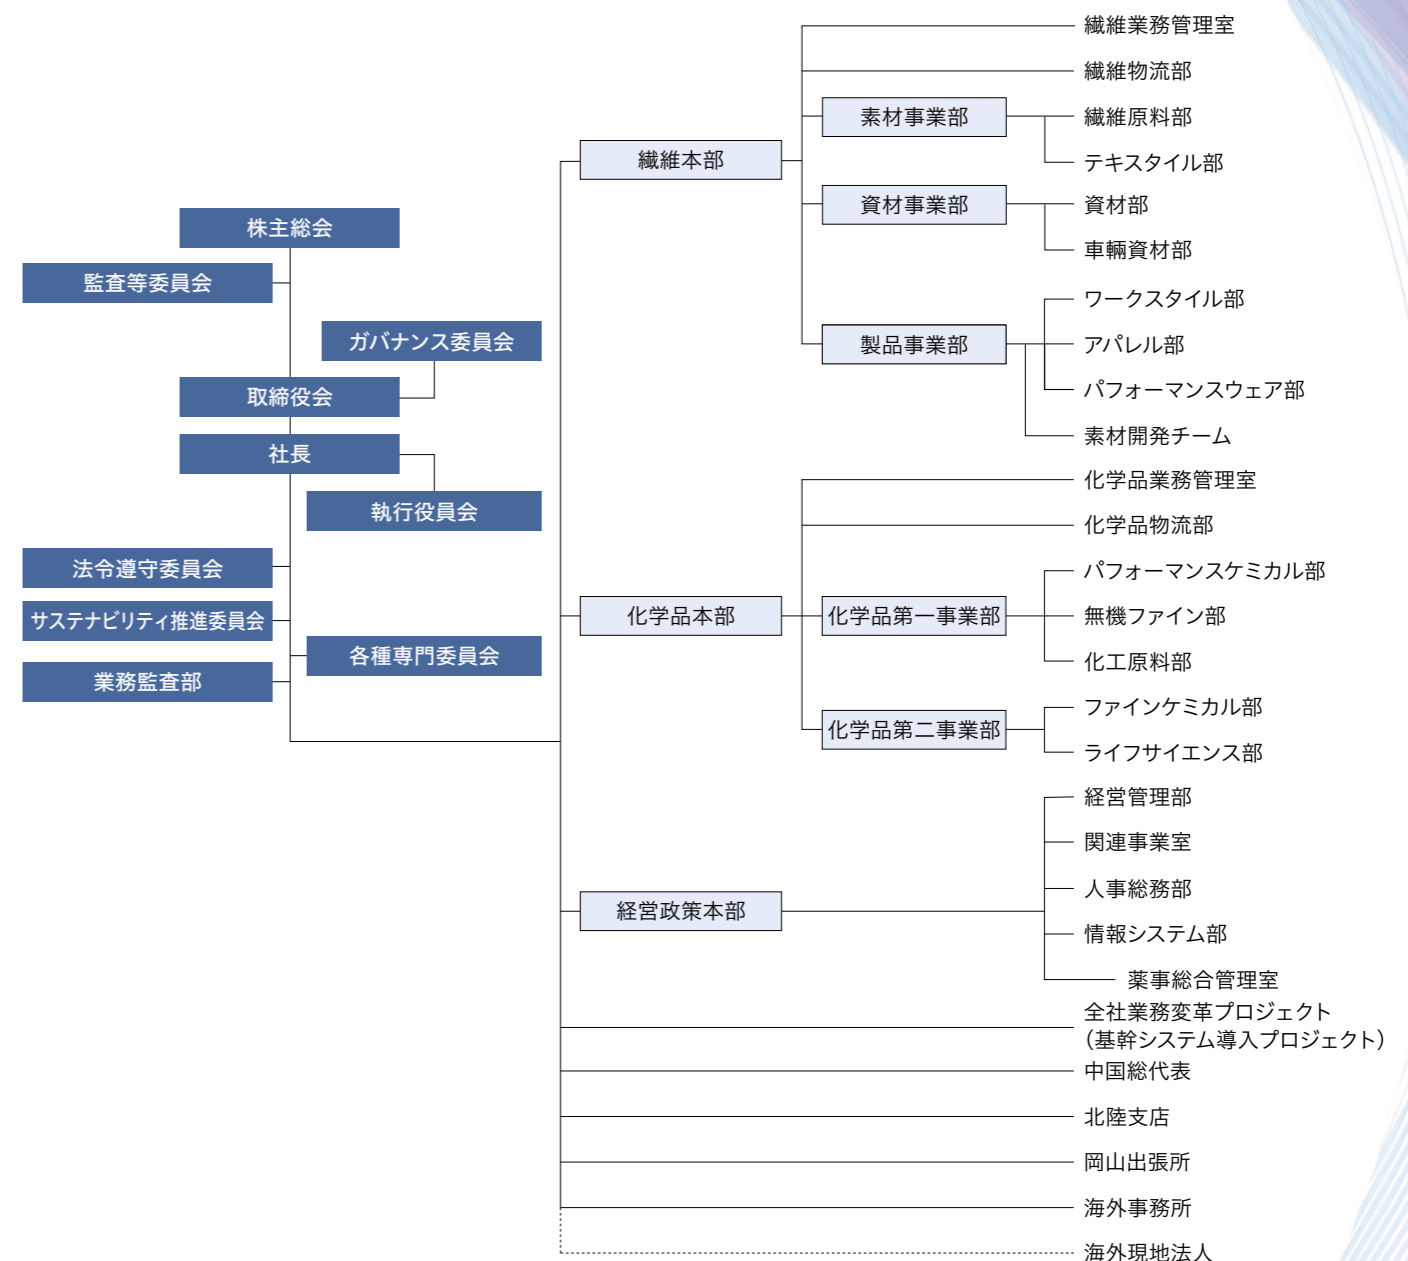 株主総会
監査等委員会
ガバナンス委員会
取締役会
社長
執行役員会
法令遵守委員会
サステナビリティ推進委員会
各種専門委員会
業務監査部
繊維本部
繊維業務管理室
繊維物流部
素材事業部
繊維原料部
テキスタイル部
資材事業部
資材部
車輛資材部
製品事業部
ワークスタイル部
アパレル部
パフォーマンスウェア部
素材開発チーム
化学品本部
化学品業務管理室
化学品物流部
化学品第一事業部
パフォーマンスケミカル部
無機ファイン部
化工原料部
化学品第二事業部
ファインケミカル部
ライフサイエンス部
経営政策本部
経営管理部
関連事業室
人事総務部
情報システム部
薬事総合管理室
全社業務変革プロジェクト
（基幹システム導入プロジェクト）
中国総代表
北陸支店
岡山出張所
海外事務所
海外現地法人